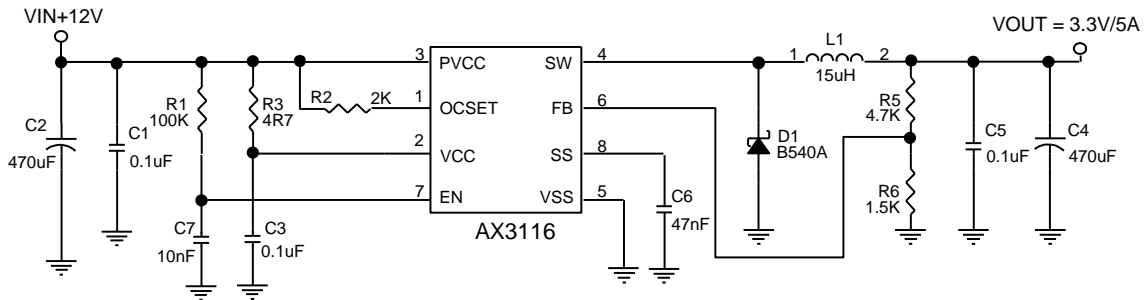 VIN+12V
VOUT = 3.3V/5A
L1
1
2
15uH
3
PVCC
SW
4
R1
100K
R3
4R7
R2
2K
1
OCSET
FB
6
R5
4.7K
C2
470uF
C1
0.1uF
2
VCC
SS
8
D1
B540A
C5
0.1uF
C4
470uF
7
EN
VSS
5
C6
47nF
R6
1.5K
AX3116
C7
10nF
C3
0.1uF